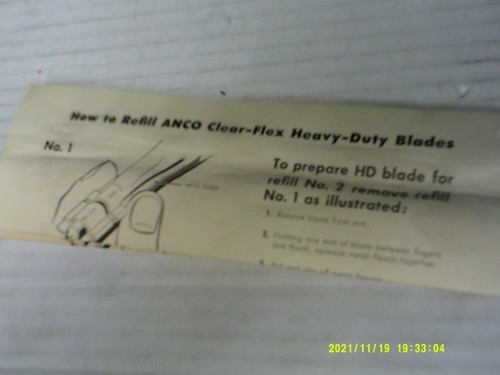 How to Refill ANCO Clear-Flex Heavy-Duty Blades
No. 1
To prepare HD blade for
refill No. 2 remove refill
No. 1 as illustrated:
1. Remove blade from arm.
2. Holding one end of blade between fingers
and thumb, squeeze metal flexor together.
3.
2021/11/19 19:33:04